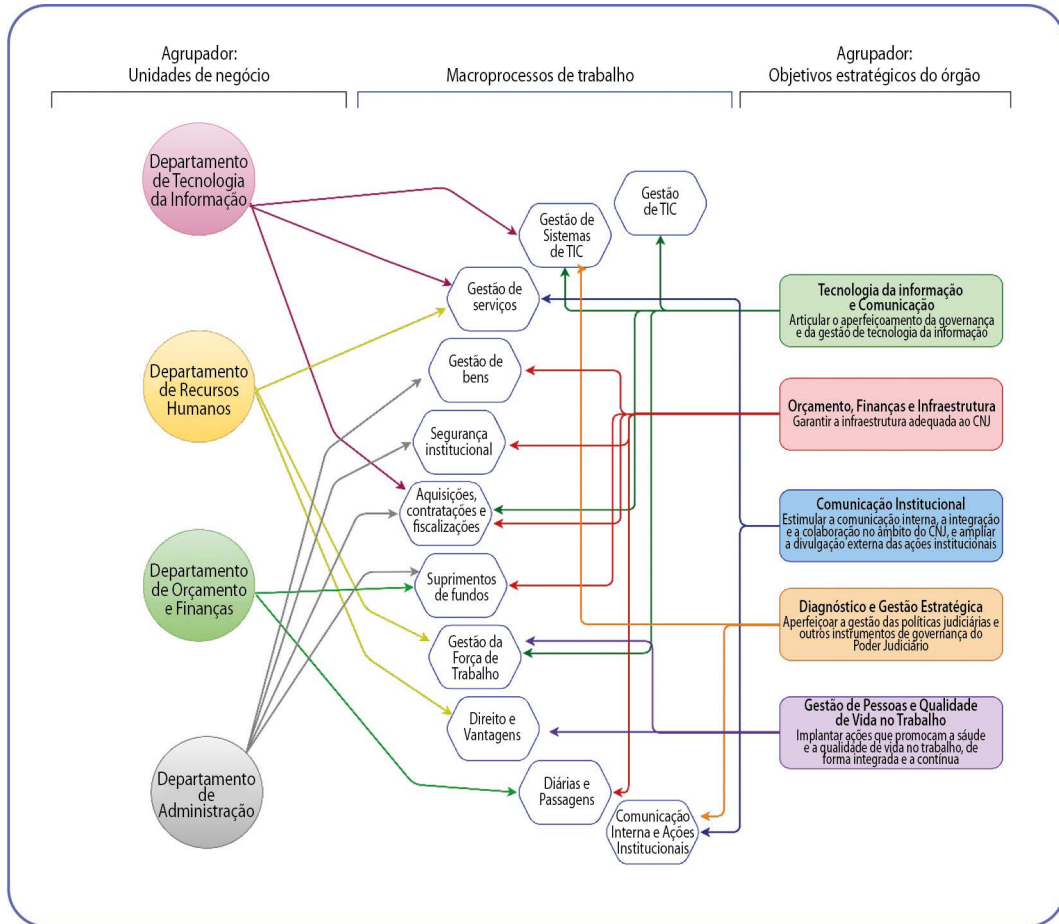 Agrupador:
Unidades de negócio
Macroprocessos de trabalho
Agrupador:
Objetivos estratégicos do órgão
Departamento
de Tecnologia
da Informação
Departamento
de Recursos
Humanos
Departamento
de Orçamento
e Finanças
Departamento
de
Administração
Gestão
de TIC
Gestão de
Sistemas
de TIC
Gestão de
serviços
Gestão de
bens
Segurança
institucional
Aquisições,
contratações e
fiscalizações
Suprimentos
de fundos
Gestão da
Força de
Trabalho
Direito e
Vantagens
Diárias e
Passagens
Comunicação
Interna e Ações
Institucionais
Tecnologia da informação
e Comunicação
Articular o aperfeiçoamento da governança
e da gestão de tecnologia da informação
Orçamento, Finanças e Infraestrutura
Garantir a infraestrutura adequada ao CNJ
Comunicação Institucional
Estimular a comunicação interna, a integração
e a colaboração no âmbito do CNJ, e ampliar
a divulgação externa das ações institucionais
Diagnóstico e Gestão Estratégica
Aperfeiçoar a gestão das políticas judiciárias e
outros instrumentos de governança do
Poder Judiciário
Gestão de Pessoas e Qualidade
de Vida no Trabalho
Implantar ações que promocam a sáude
e a qualidade de vida no trabalho, de
forma integrada e a contínua